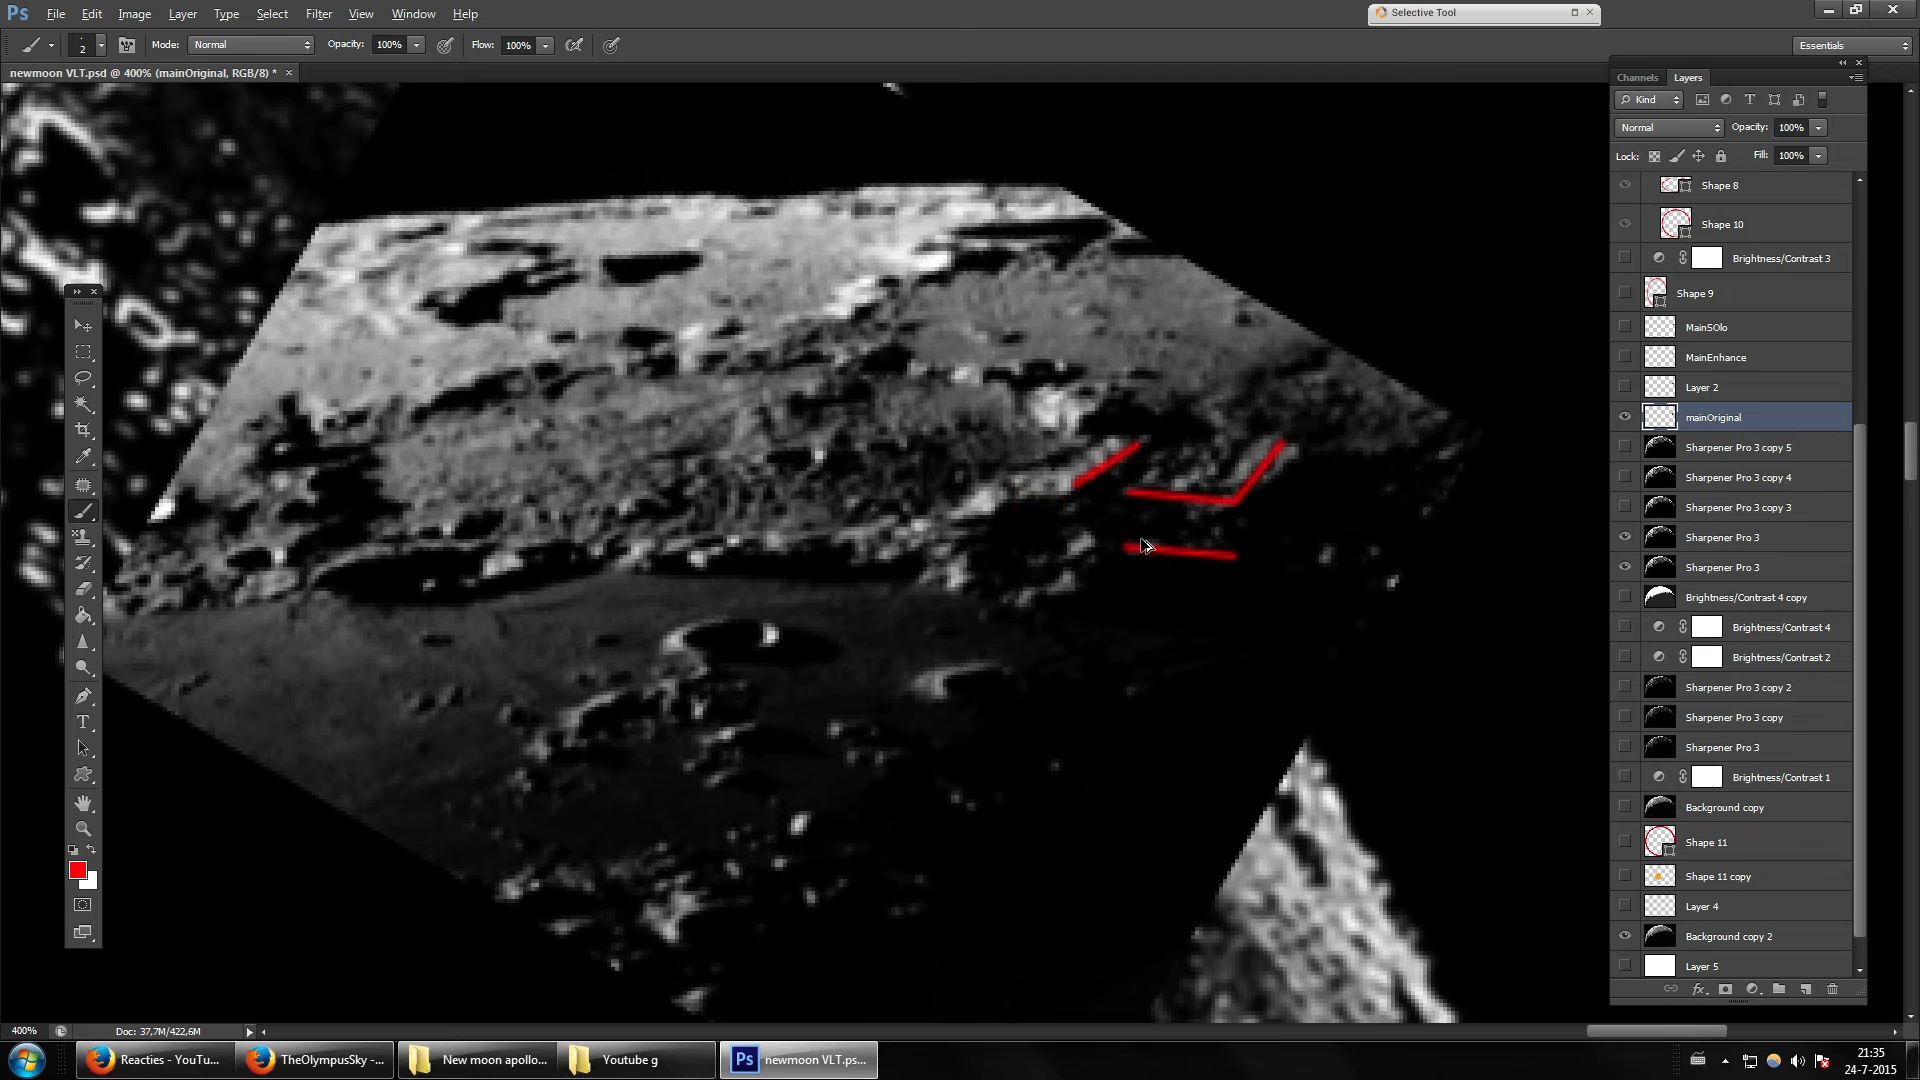 Ps File Edit Image Layer Type Select Filter View Window Help
Selective Tool
2 Mode: Normal Opacity: 100% Flow: 100% Essentials
newmoon VLT.psd @ 400% (mainOriginal, RGB/8) * ×
Channels Layers
Kind
Normal Opacity: 100%
Lock: Fill: 100%
Shape 8
Shape 10
Brightness/Contrast 3
Shape 9
MainSOlo
MainEnhance
Layer 2
mainOriginal
Sharpener Pro 3 copy 5
Sharpener Pro 3 copy 4
Sharpener Pro 3 copy 3
Sharpener Pro 3
Sharpener Pro 3
Brightness/Contrast 4 copy
Brightness/Contrast 4
Brightness/Contrast 2
Sharpener Pro 3 copy 2
Sharpener Pro 3 copy
Sharpener Pro 3
Brightness/Contrast 1
Background copy
Shape 11
Shape 11 copy
Layer 4
Background copy 2
Layer 5
fx
400% Doc: 37,7M/422,6M
Reacties - YouTu... TheOlympusSky -... New moon apollo... Youtube g Ps newmoon VLT.ps...
21:35
24-7-2015